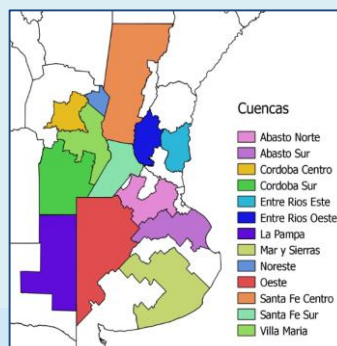 Cuencas
Abasto Norte
Abasto Sur
Cordoba Centro
Cordoba Sur
Entre Rios Este
Entre Rios Oeste
La Pampa
Mar y Sierras
Noreste
Oeste
Santa Fe Centro
Santa Fe Sur
Villa Maria